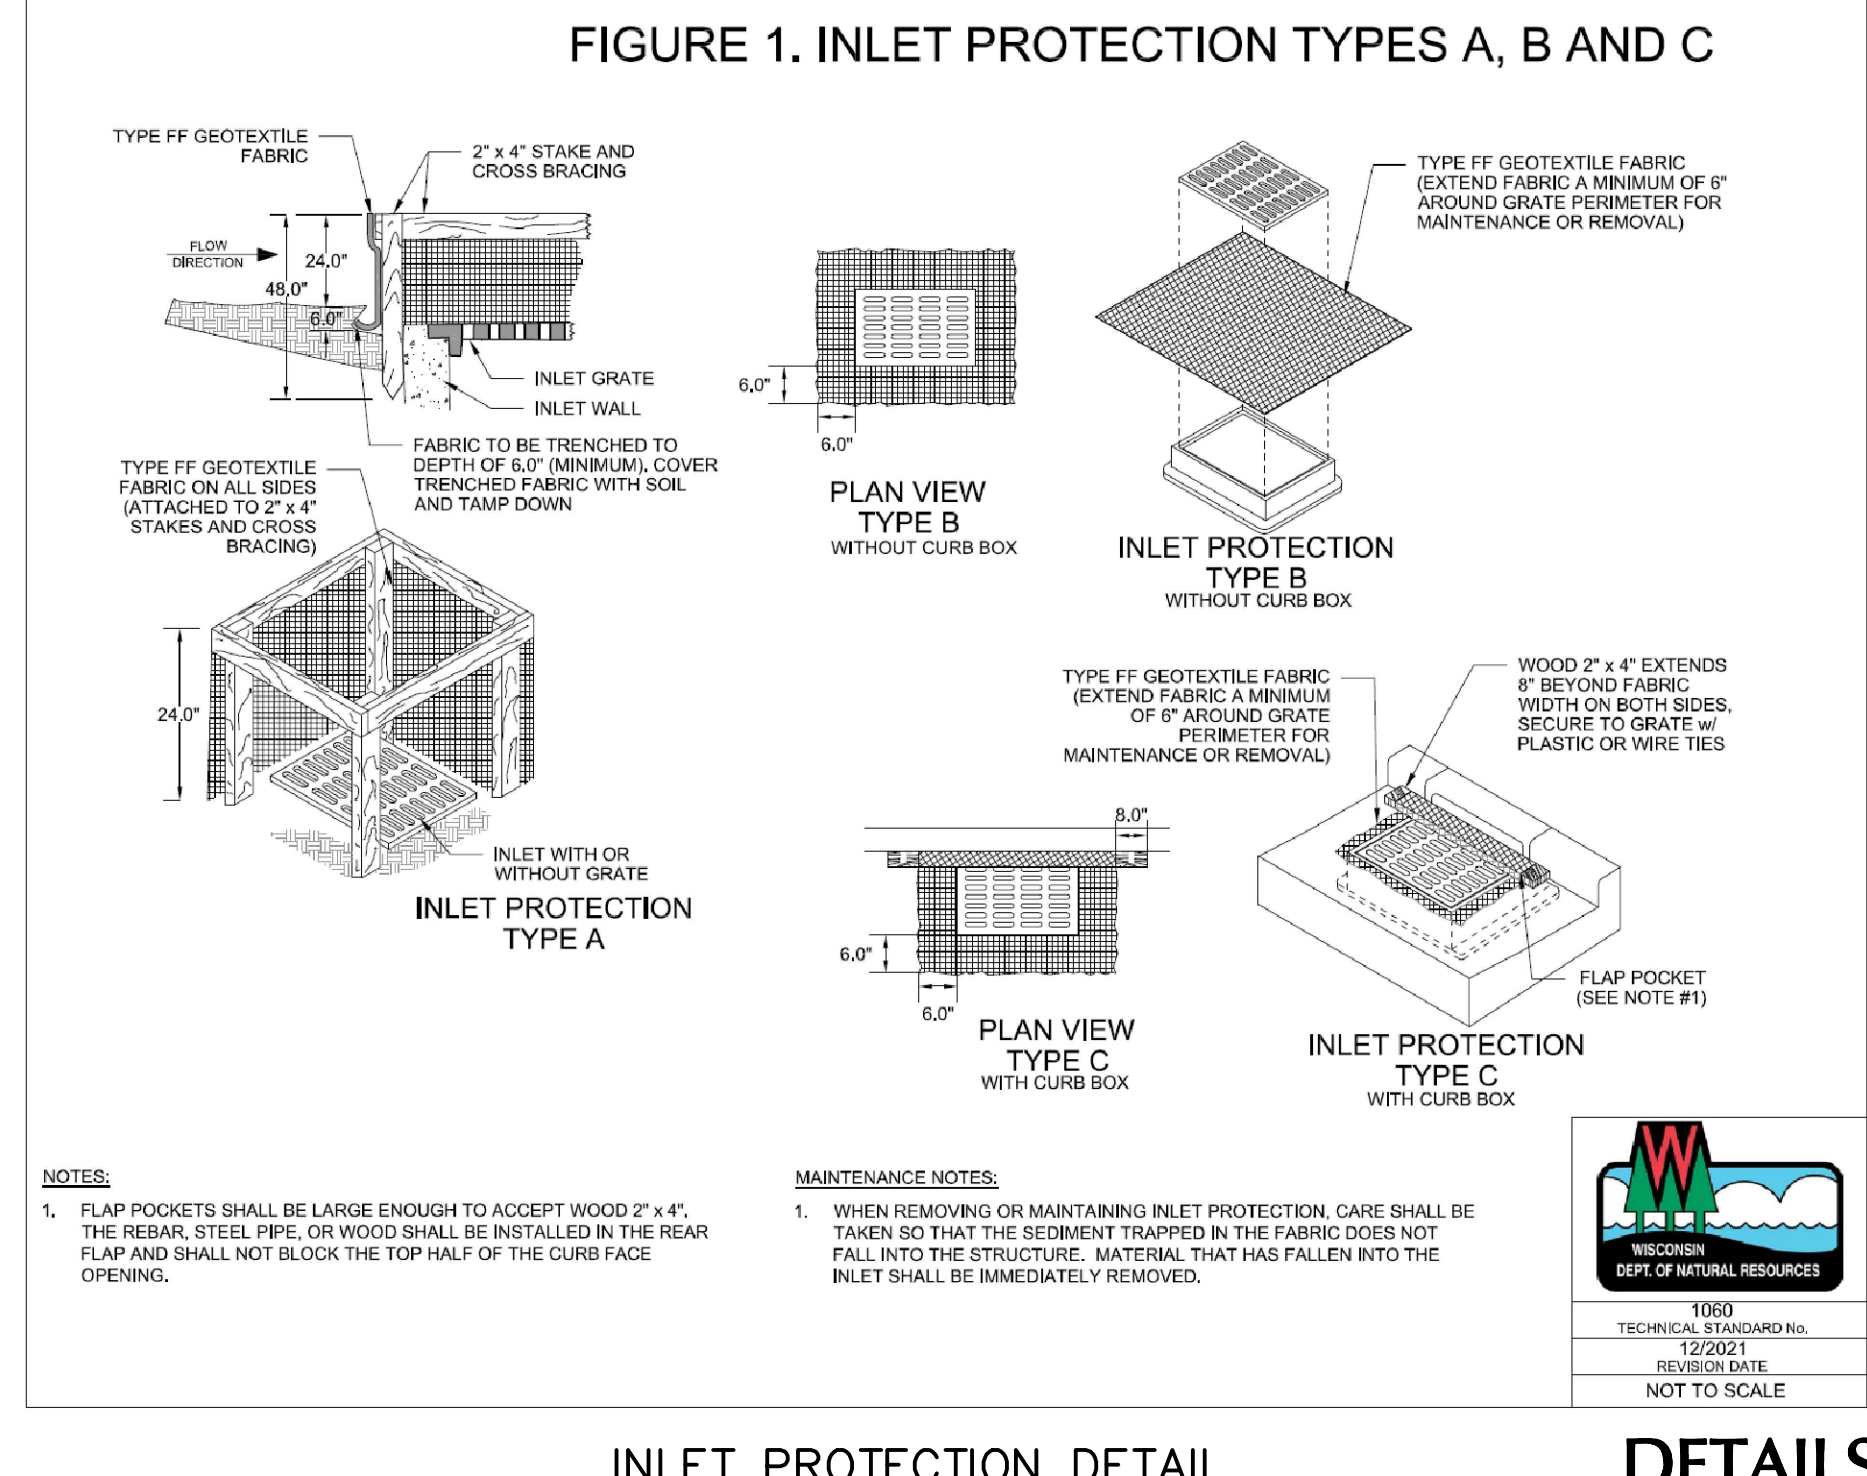 FIGURE 1. INLET PROTECTION TYPES A, B AND C
TYPE FF GEOTEXTILE
FABRIC
2" x 4" STAKE AND
CROSS BRACING
FLOW
DIRECTION
24.0"
48.0"
6.0"
INLET GRATE
INLET WALL
FABRIC TO BE TRENCHED TO
DEPTH OF 6.0" (MINIMUM). COVER
TRENCHED FABRIC WITH SOIL
AND TAMP DOWN
TYPE FF GEOTEXTILE
FABRIC ON ALL SIDES
(ATTACHED TO 2" x 4"
STAKES AND CROSS
BRACING)
24.0"
INLET WITH OR
WITHOUT GRATE
INLET PROTECTION
TYPE A
6.0"
6.0"
PLAN VIEW
TYPE B
WITHOUT CURB BOX
TYPE FF GEOTEXTILE FABRIC
(EXTEND FABRIC A MINIMUM OF 6"
AROUND GRATE PERIMETER FOR
MAINTENANCE OR REMOVAL)
INLET PROTECTION
TYPE B
WITHOUT CURB BOX
TYPE FF GEOTEXTILE FABRIC
(EXTEND FABRIC A MINIMUM
OF 6" AROUND GRATE
PERIMETER FOR
MAINTENANCE OR REMOVAL)
WOOD 2" x 4" EXTENDS
8" BEYOND FABRIC
WIDTH ON BOTH SIDES,
SECURE TO GRATE w/
PLASTIC OR WIRE TIES
8.0"
6.0"
6.0"
PLAN VIEW
TYPE C
WITH CURB BOX
FLAP POCKET
(SEE NOTE #1)
INLET PROTECTION
TYPE C
WITH CURB BOX
NOTES:
1. FLAP POCKETS SHALL BE LARGE ENOUGH TO ACCEPT WOOD 2" x 4".
THE REBAR, STEEL PIPE, OR WOOD SHALL BE INSTALLED IN THE REAR
FLAP AND SHALL NOT BLOCK THE TOP HALF OF THE CURB FACE
OPENING.
MAINTENANCE NOTES:
1. WHEN REMOVING OR MAINTAINING INLET PROTECTION, CARE SHALL BE
TAKEN SO THAT THE SEDIMENT TRAPPED IN THE FABRIC DOES NOT
FALL INTO THE STRUCTURE. MATERIAL THAT HAS FALLEN INTO THE
INLET SHALL BE IMMEDIATELY REMOVED.
W
WISCONSIN
DEPT. OF NATURAL RESOURCES
1060
TECHNICAL STANDARD No.
12/2021
REVISION DATE
NOT TO SCALE
INLET PROTECTION DETAIL
DETAILS